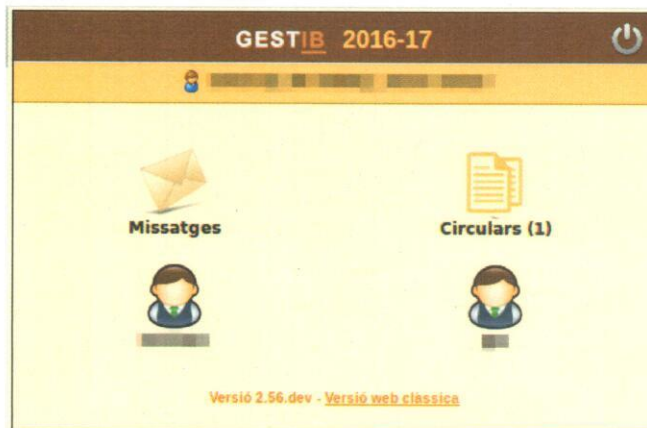 GESTIB 2016-17
Missatges
Circulars (1)
Versió 2.56.dev - Versió web clàssica